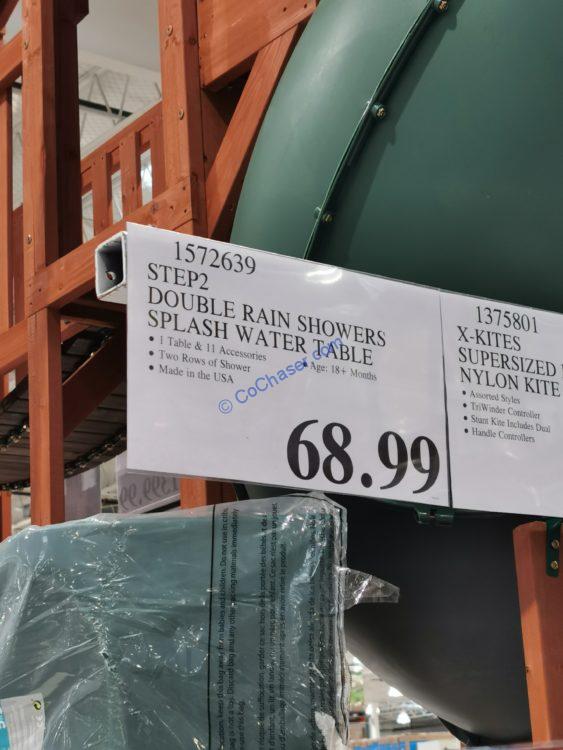 1572639
STEP2
DOUBLE RAIN SHOWERS
SPLASH WATER TABLE
• 1 Table & 11 Accessories
• Two Rows of Shower
• Age: 18+ Months
• Made in the USA
68.99
© CoChaser.com
1375801
X-KITES
SUPERSIZED
NYLON KITE
• Assorted Styles
• TriWinder Controller
• Stunt Kite Includes Dual
• Handle Controllers